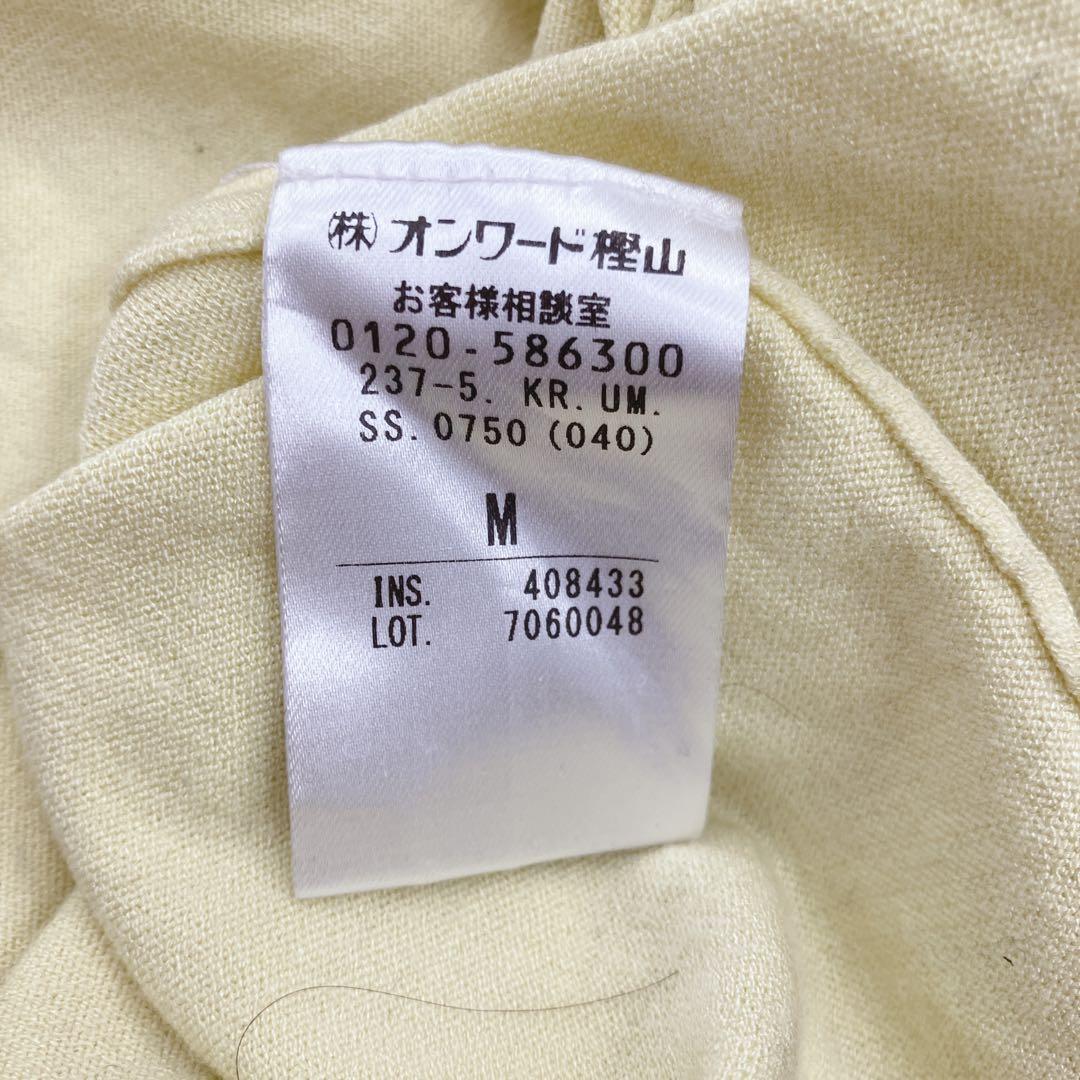 ㈱オンワード樫山
お客様相談室
0120-586300
237-5. KR. UM.
SS. 0750 (040)
M
INS. 408433
LOT. 7060048